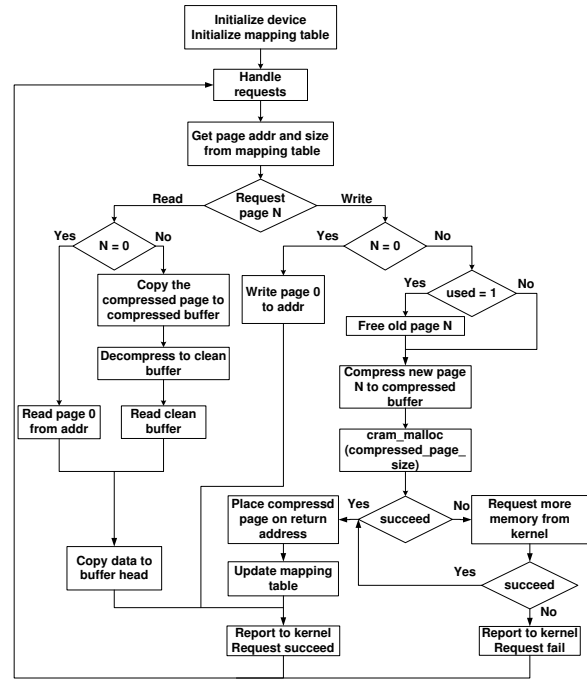 Initialize device
Initialize mapping table
Handle
requests
Get page addr and size
from mapping table
Read
Request
page N
Write
Yes
N = 0
No
Yes
N = 0
No
Copy the
compressed page to
compressed buffer
Write page 0
to addr
Yes
used = 1
No
Free old page N
Decompress to clean
buffer
Compress new page
N to compressed
buffer
Read page 0
from addr
Read clean
buffer
cram_malloc
(compressed_page_
size)
Place compressd
page on return
address
Yes
succeed
No
Request more
memory from
kernel
Copy data to
buffer head
Update mapping
table
Yes
succeed
No
Report to kernel
Request succeed
Report to kernel
Request fail